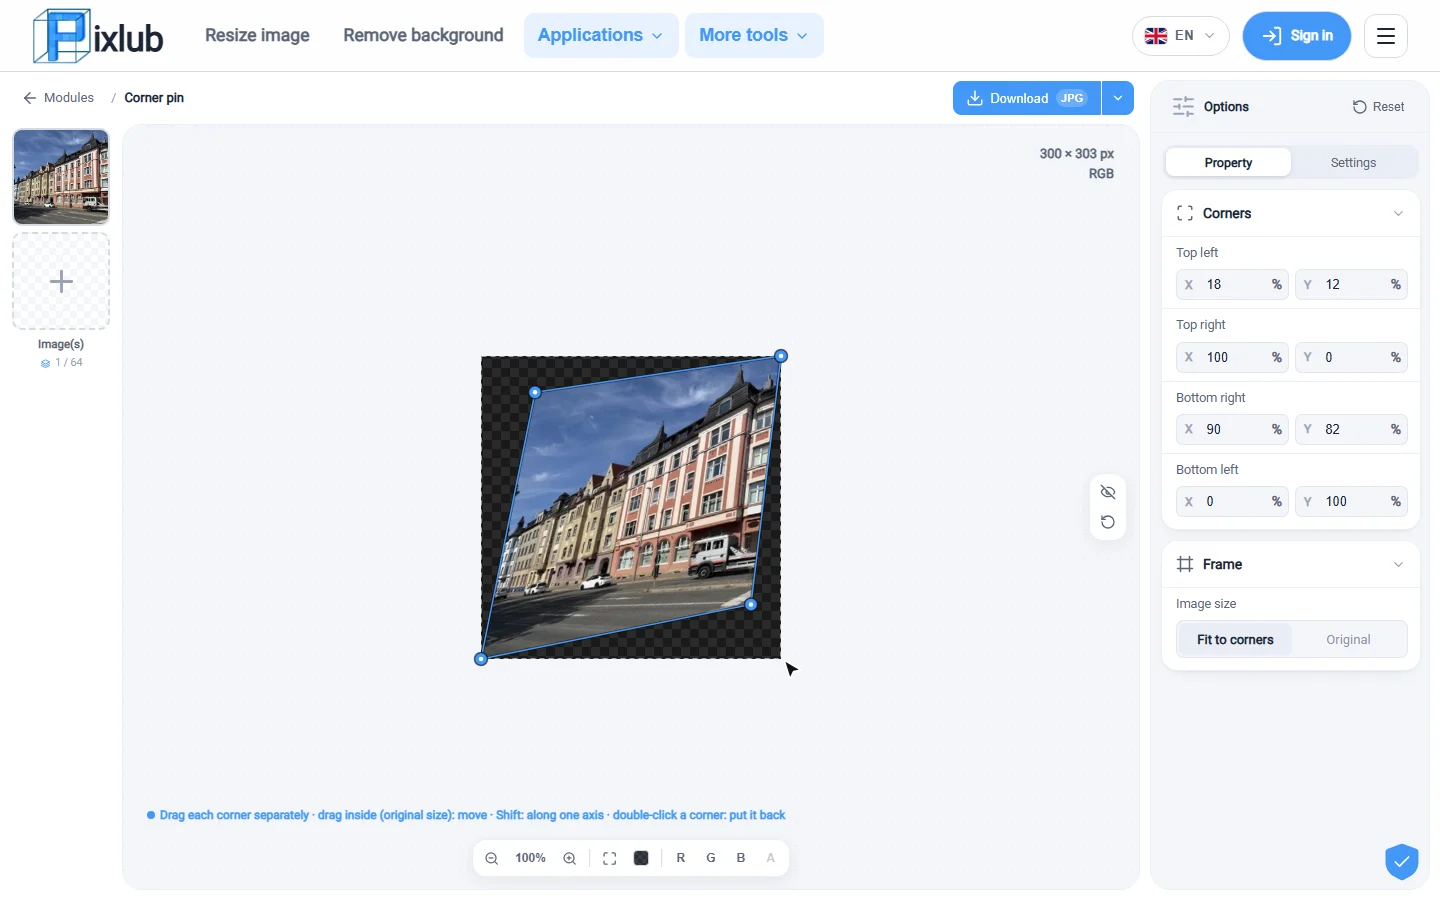 Pixlub
Resize image
Remove background
Applications
More tools
EN
Sign in
Modules / Corner pin
Download JPG
300 × 303 px
RGB
Image(s)
1 / 64
Drag each corner separately · drag inside (original size): move · Shift: along one axis · double-click a corner: put it back
100% R G B A
Options
Reset
Property
Settings
Corners
Top left
X 18 % Y 12 %
Top right
X 100 % Y 0 %
Bottom right
X 90 % Y 82 %
Bottom left
X 0 % Y 100 %
Frame
Image size
Fit to corners
Original